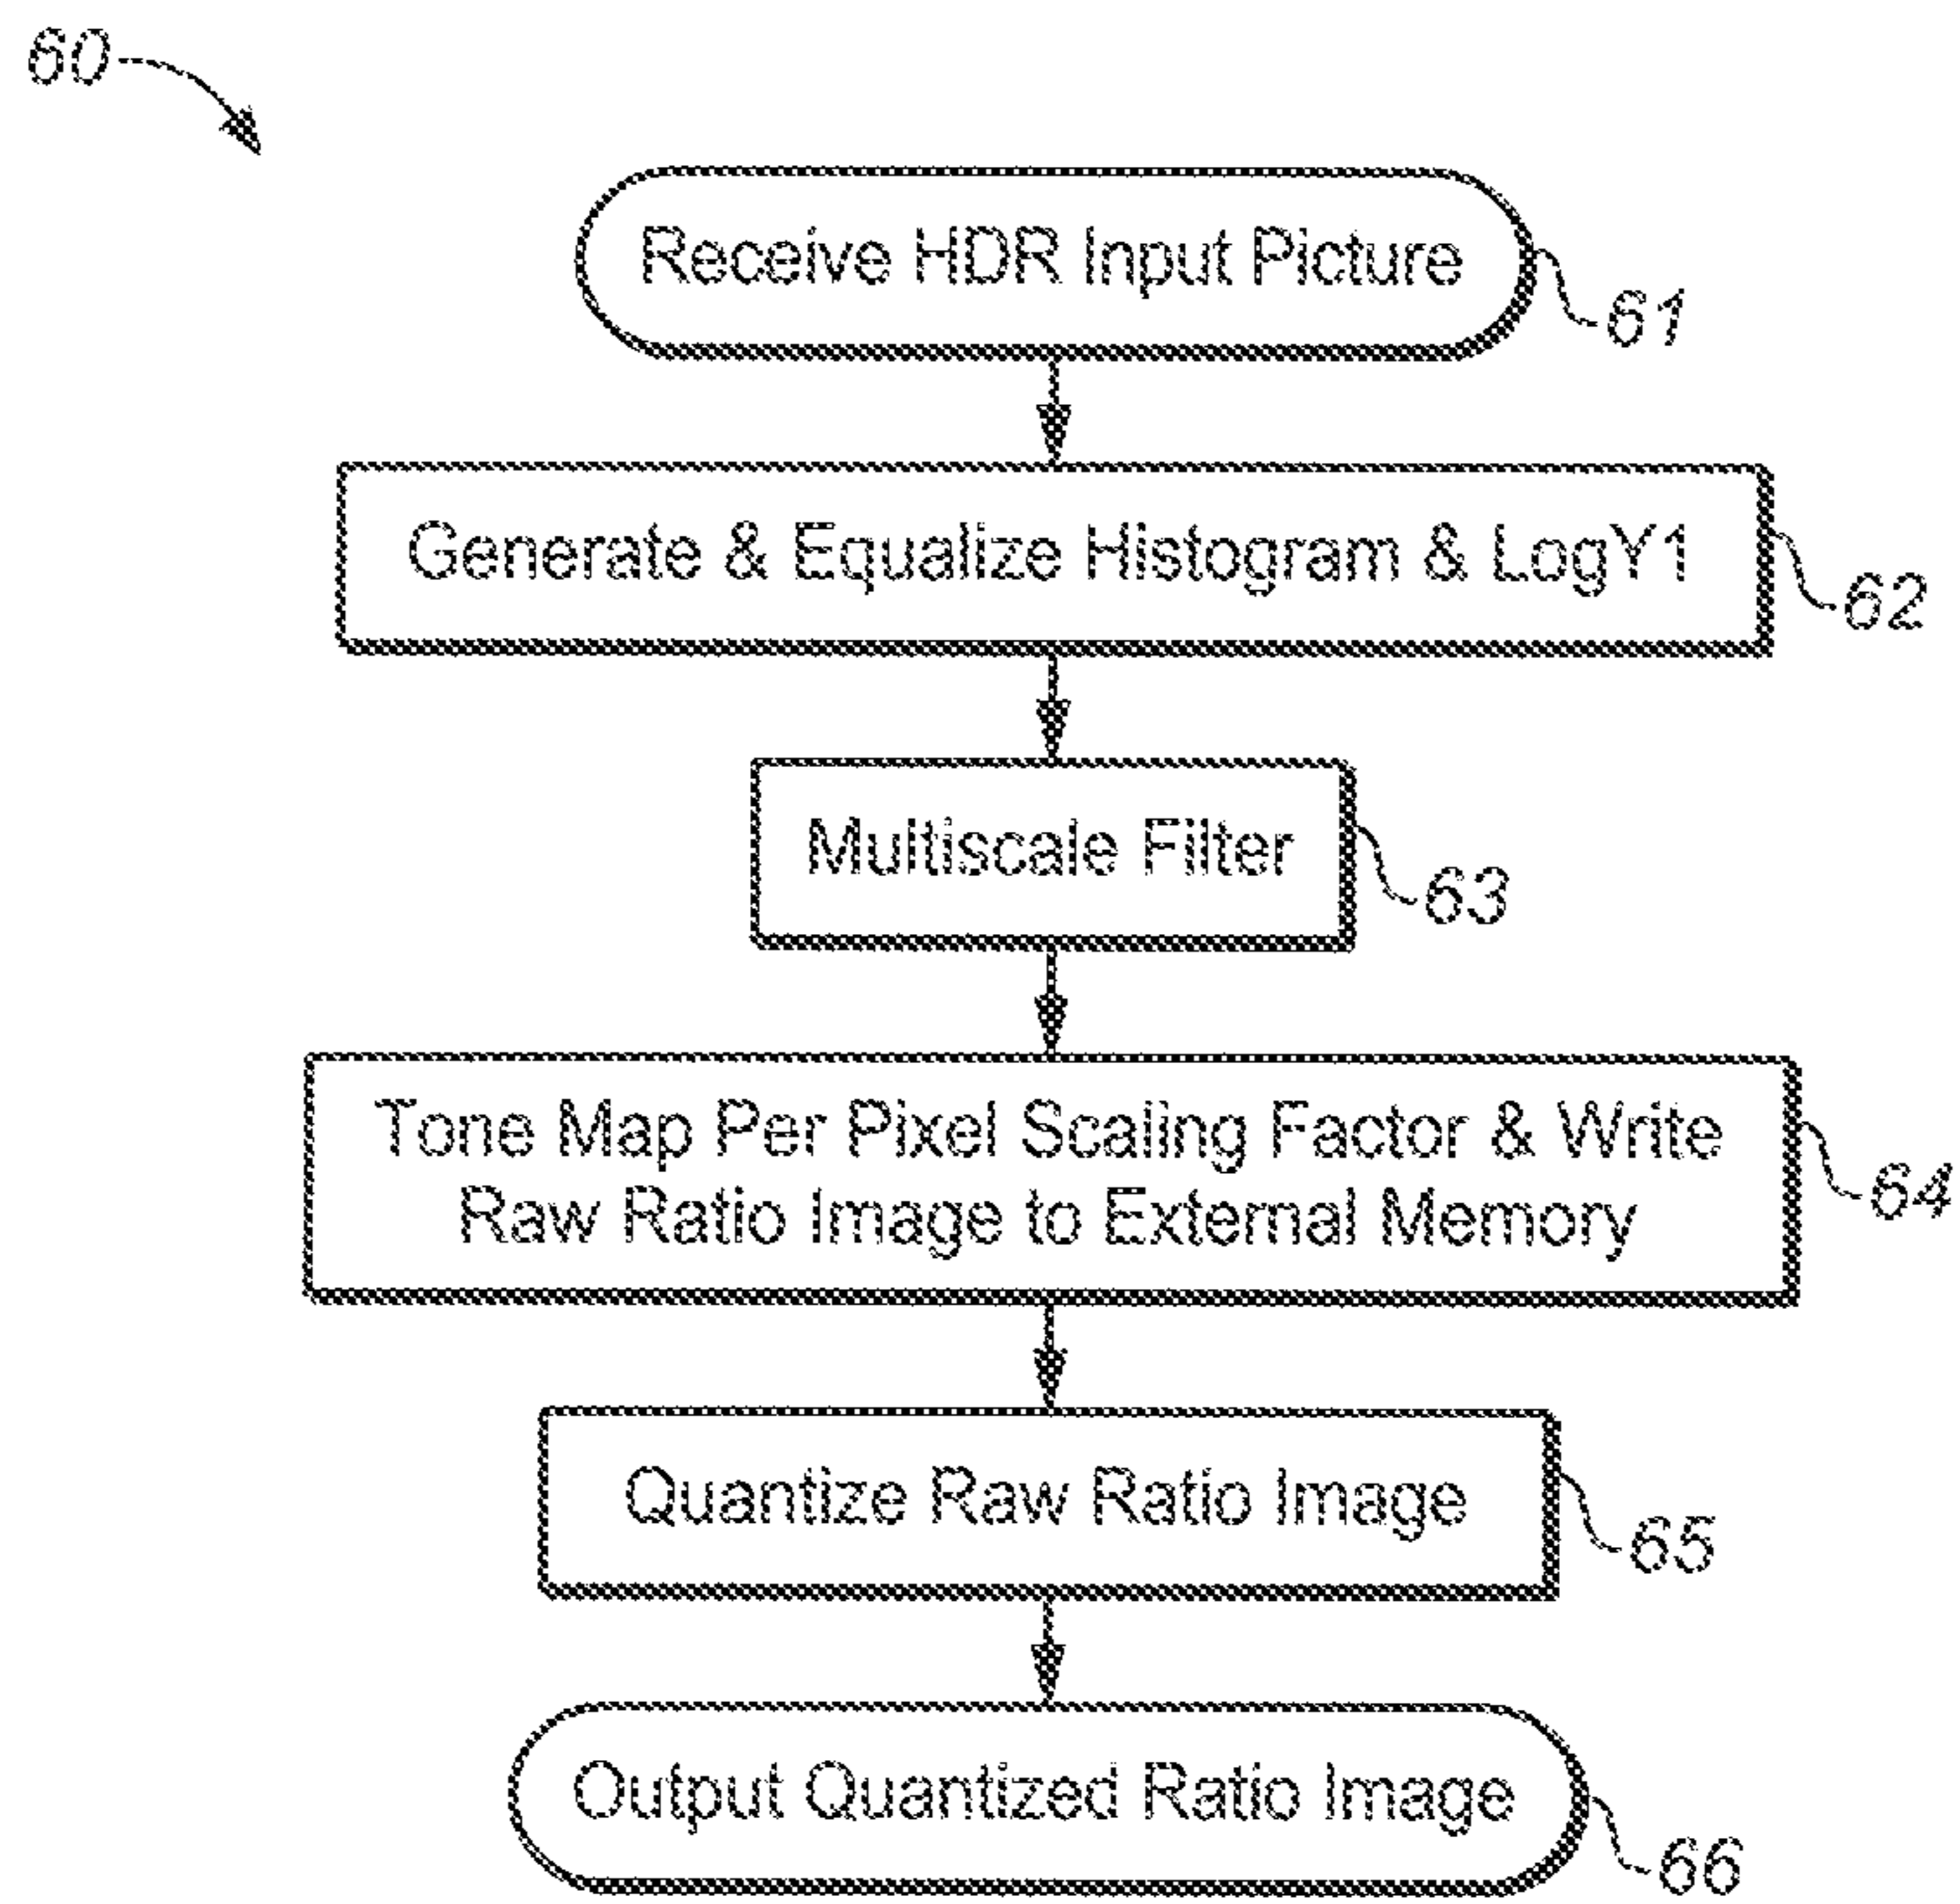 60
Receive HDR Input Picture
61
Generate & Equalize Histogram & LogY1
62
Multiscale Filter
63
Tone Map Per Pixel Scaling Factor & Write
Raw Ratio Image to External Memory
64
Quantize Raw Ratio Image
65
Output Quantized Ratio Image
66